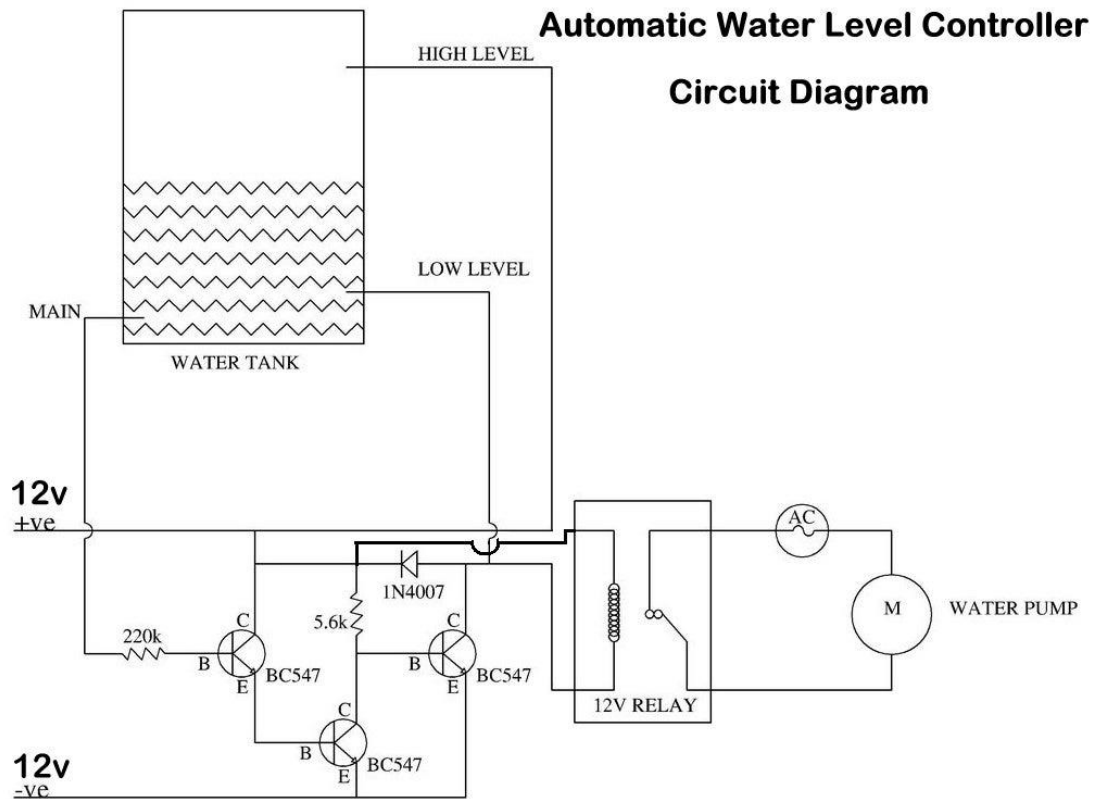 Automatic Water Level Controller
Circuit Diagram
HIGH LEVEL
LOW LEVEL
MAIN
WATER TANK
12v
+ve
AC
1N4007
5.6k
220k
C
B
E
BC547
C
B
E
BC547
M
WATER PUMP
12V RELAY
C
B
E
BC547
12v
-ve